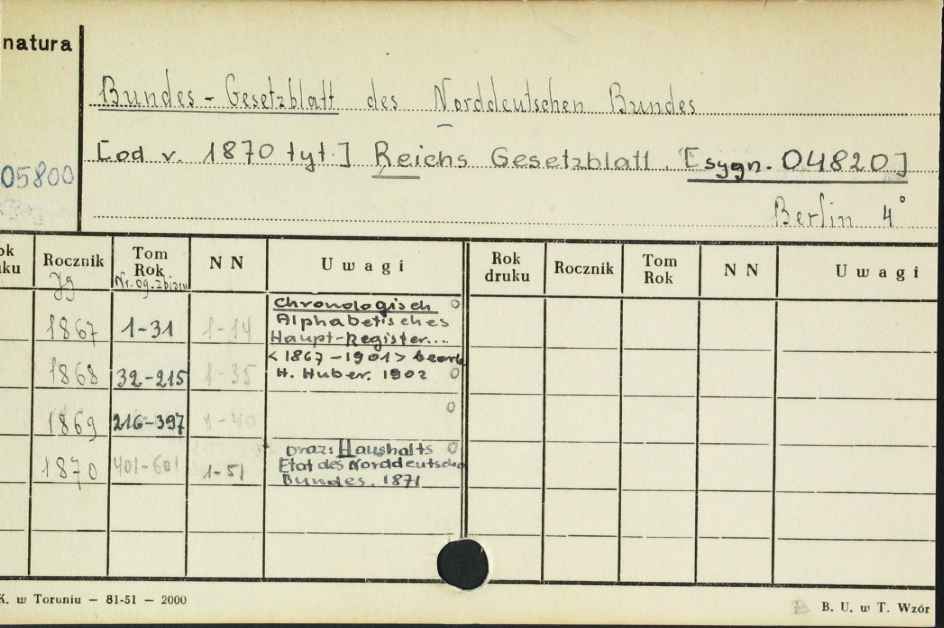 natura
Bundes-Gesetzblatt des Norddeutschen Bundes
[od v. 1870 tyt.] Reichs Gesetzblatt. [sygn. 04820]
05800
Berlin 4°
ok Rocznik Tom N N U w a g i Rok Rocznik Tom N N U w a g i
ku Jg Rok druku Rok
Nr. og. zbioru
Chronologisch
1867 1-31 1-14 Alphabetisches
Haupt-Register...
<1867-1901> bearb
1868 32-215 1-35 H. Huber. 1902
1869 216-397 1-40
1870 401-601 1-51 oraz: Haushalts
Etat des Norddeutschen
Bundes. 1871
K. w Toruniu — 81-51 — 2000
B. U. w T. Wzór